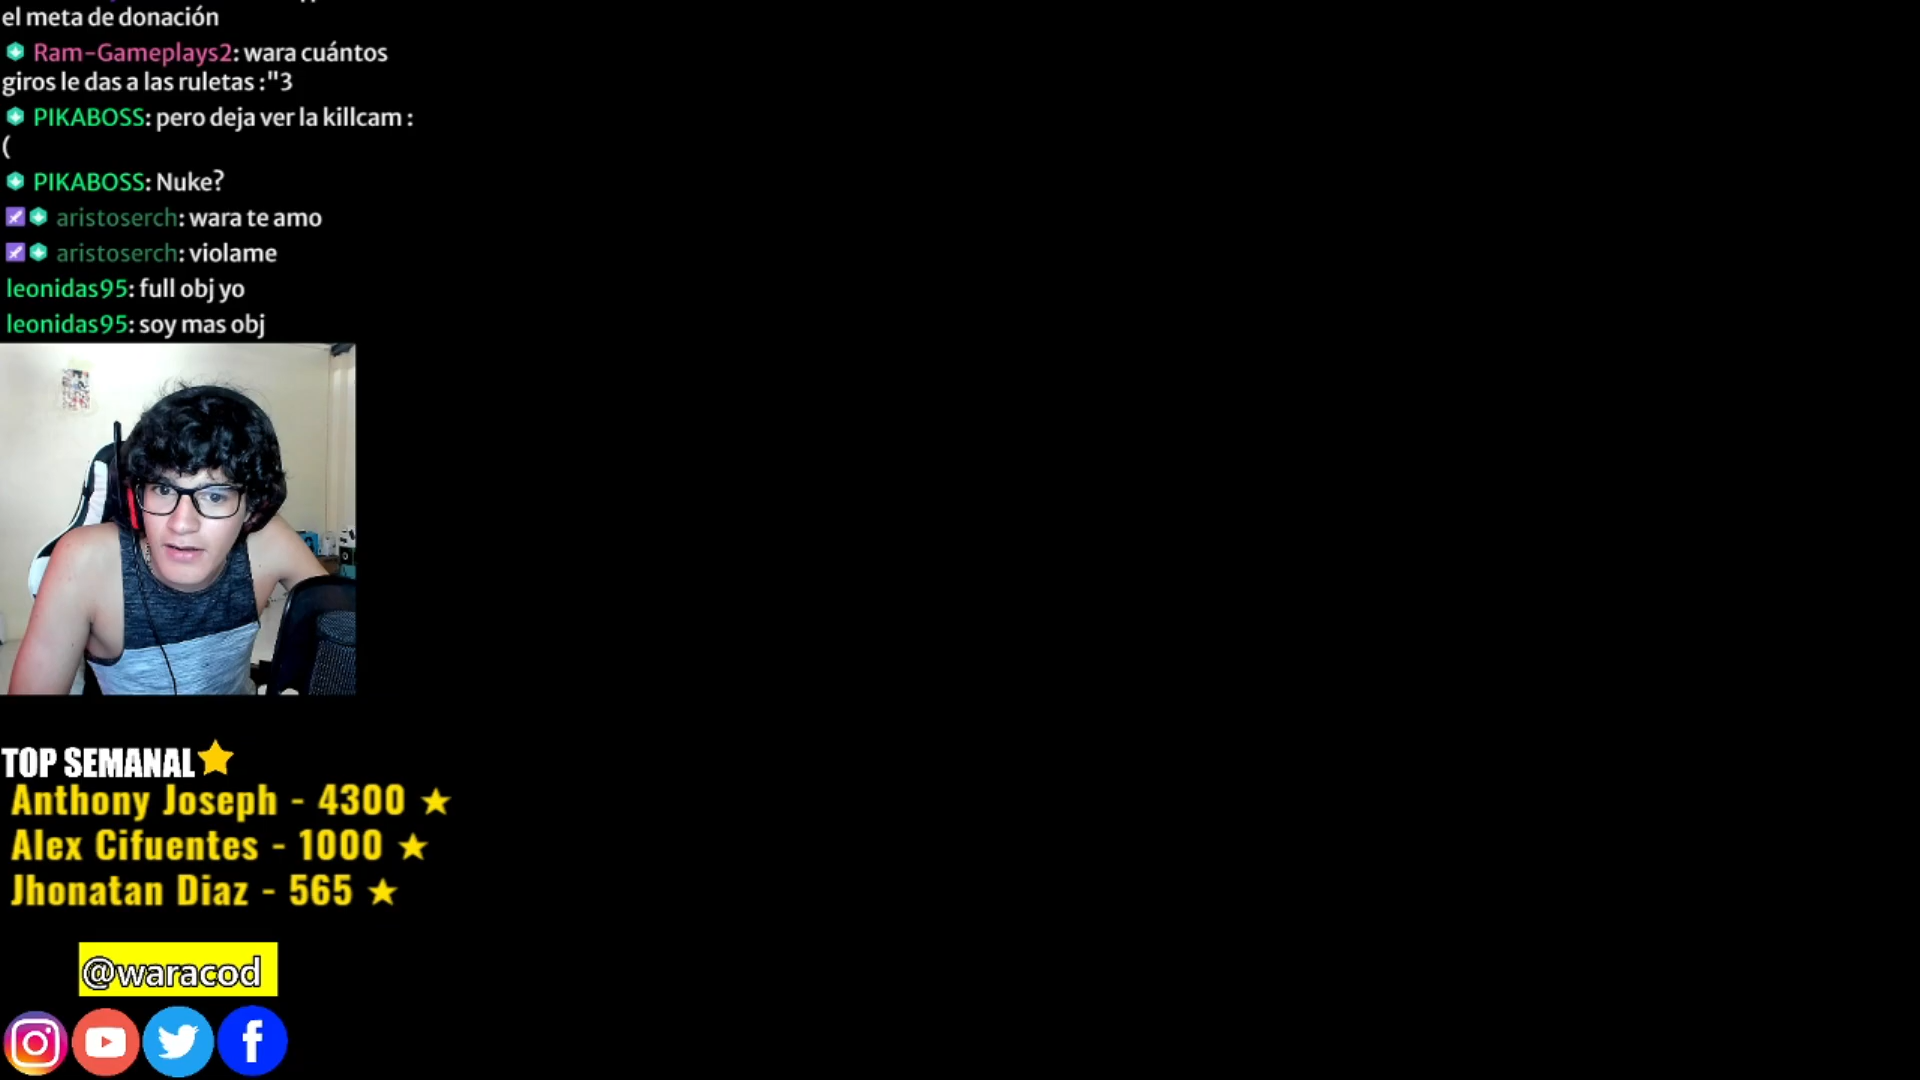 el meta de donación
Ram-Gameplays2: wara cuántos
giros le das a las ruletas :"3
PIKABOSS: pero deja ver la killcam :
(
PIKABOSS: Nuke?
aristoserch: wara te amo
aristoserch: violame
leonidas95: full obj yo
leonidas95: soy mas obj
TOP SEMANAL
Anthony Joseph - 4300 ★
Alex Cifuentes - 1000 ★
Jhonatan Diaz - 565 ★
@waracod